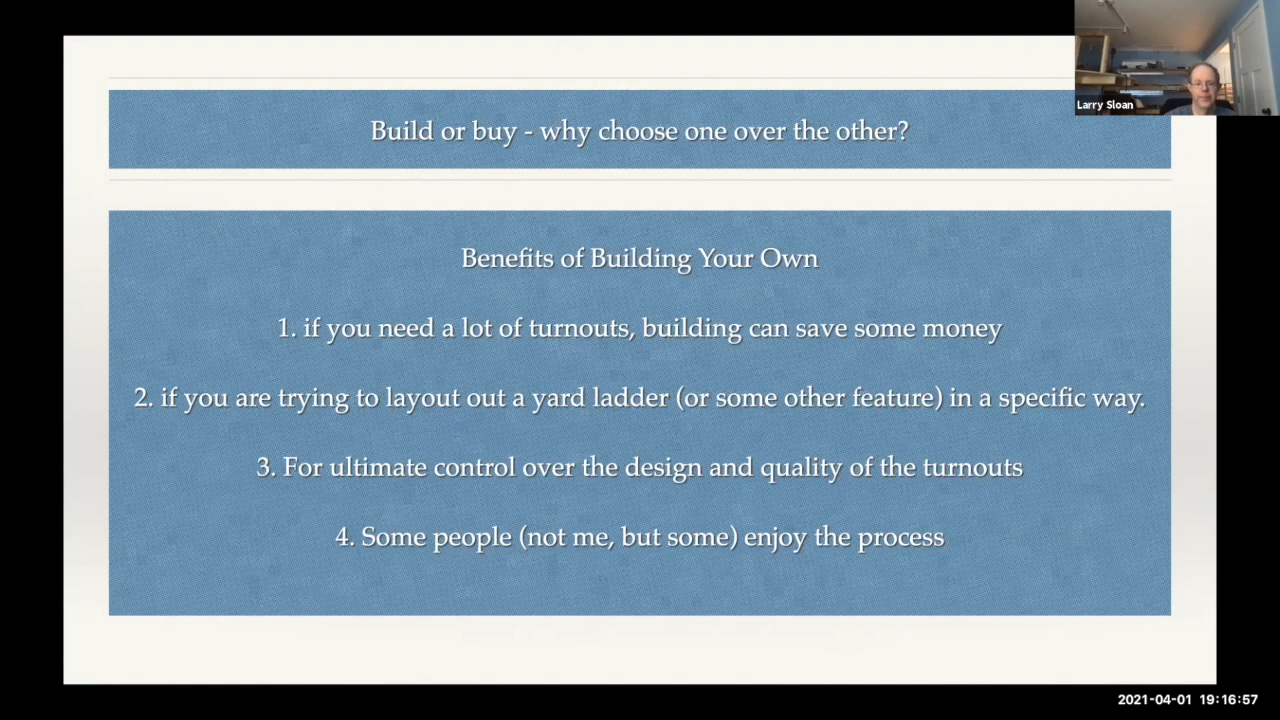 Larry Sloan
Build or buy - why choose one over the other?
Benefits of Building Your Own
1. if you need a lot of turnouts, building can save some money
2. if you are trying to layout out a yard ladder (or some other feature) in a specific way.
3. For ultimate control over the design and quality of the turnouts
4. Some people (not me, but some) enjoy the process
2021-04-01 19:16:57